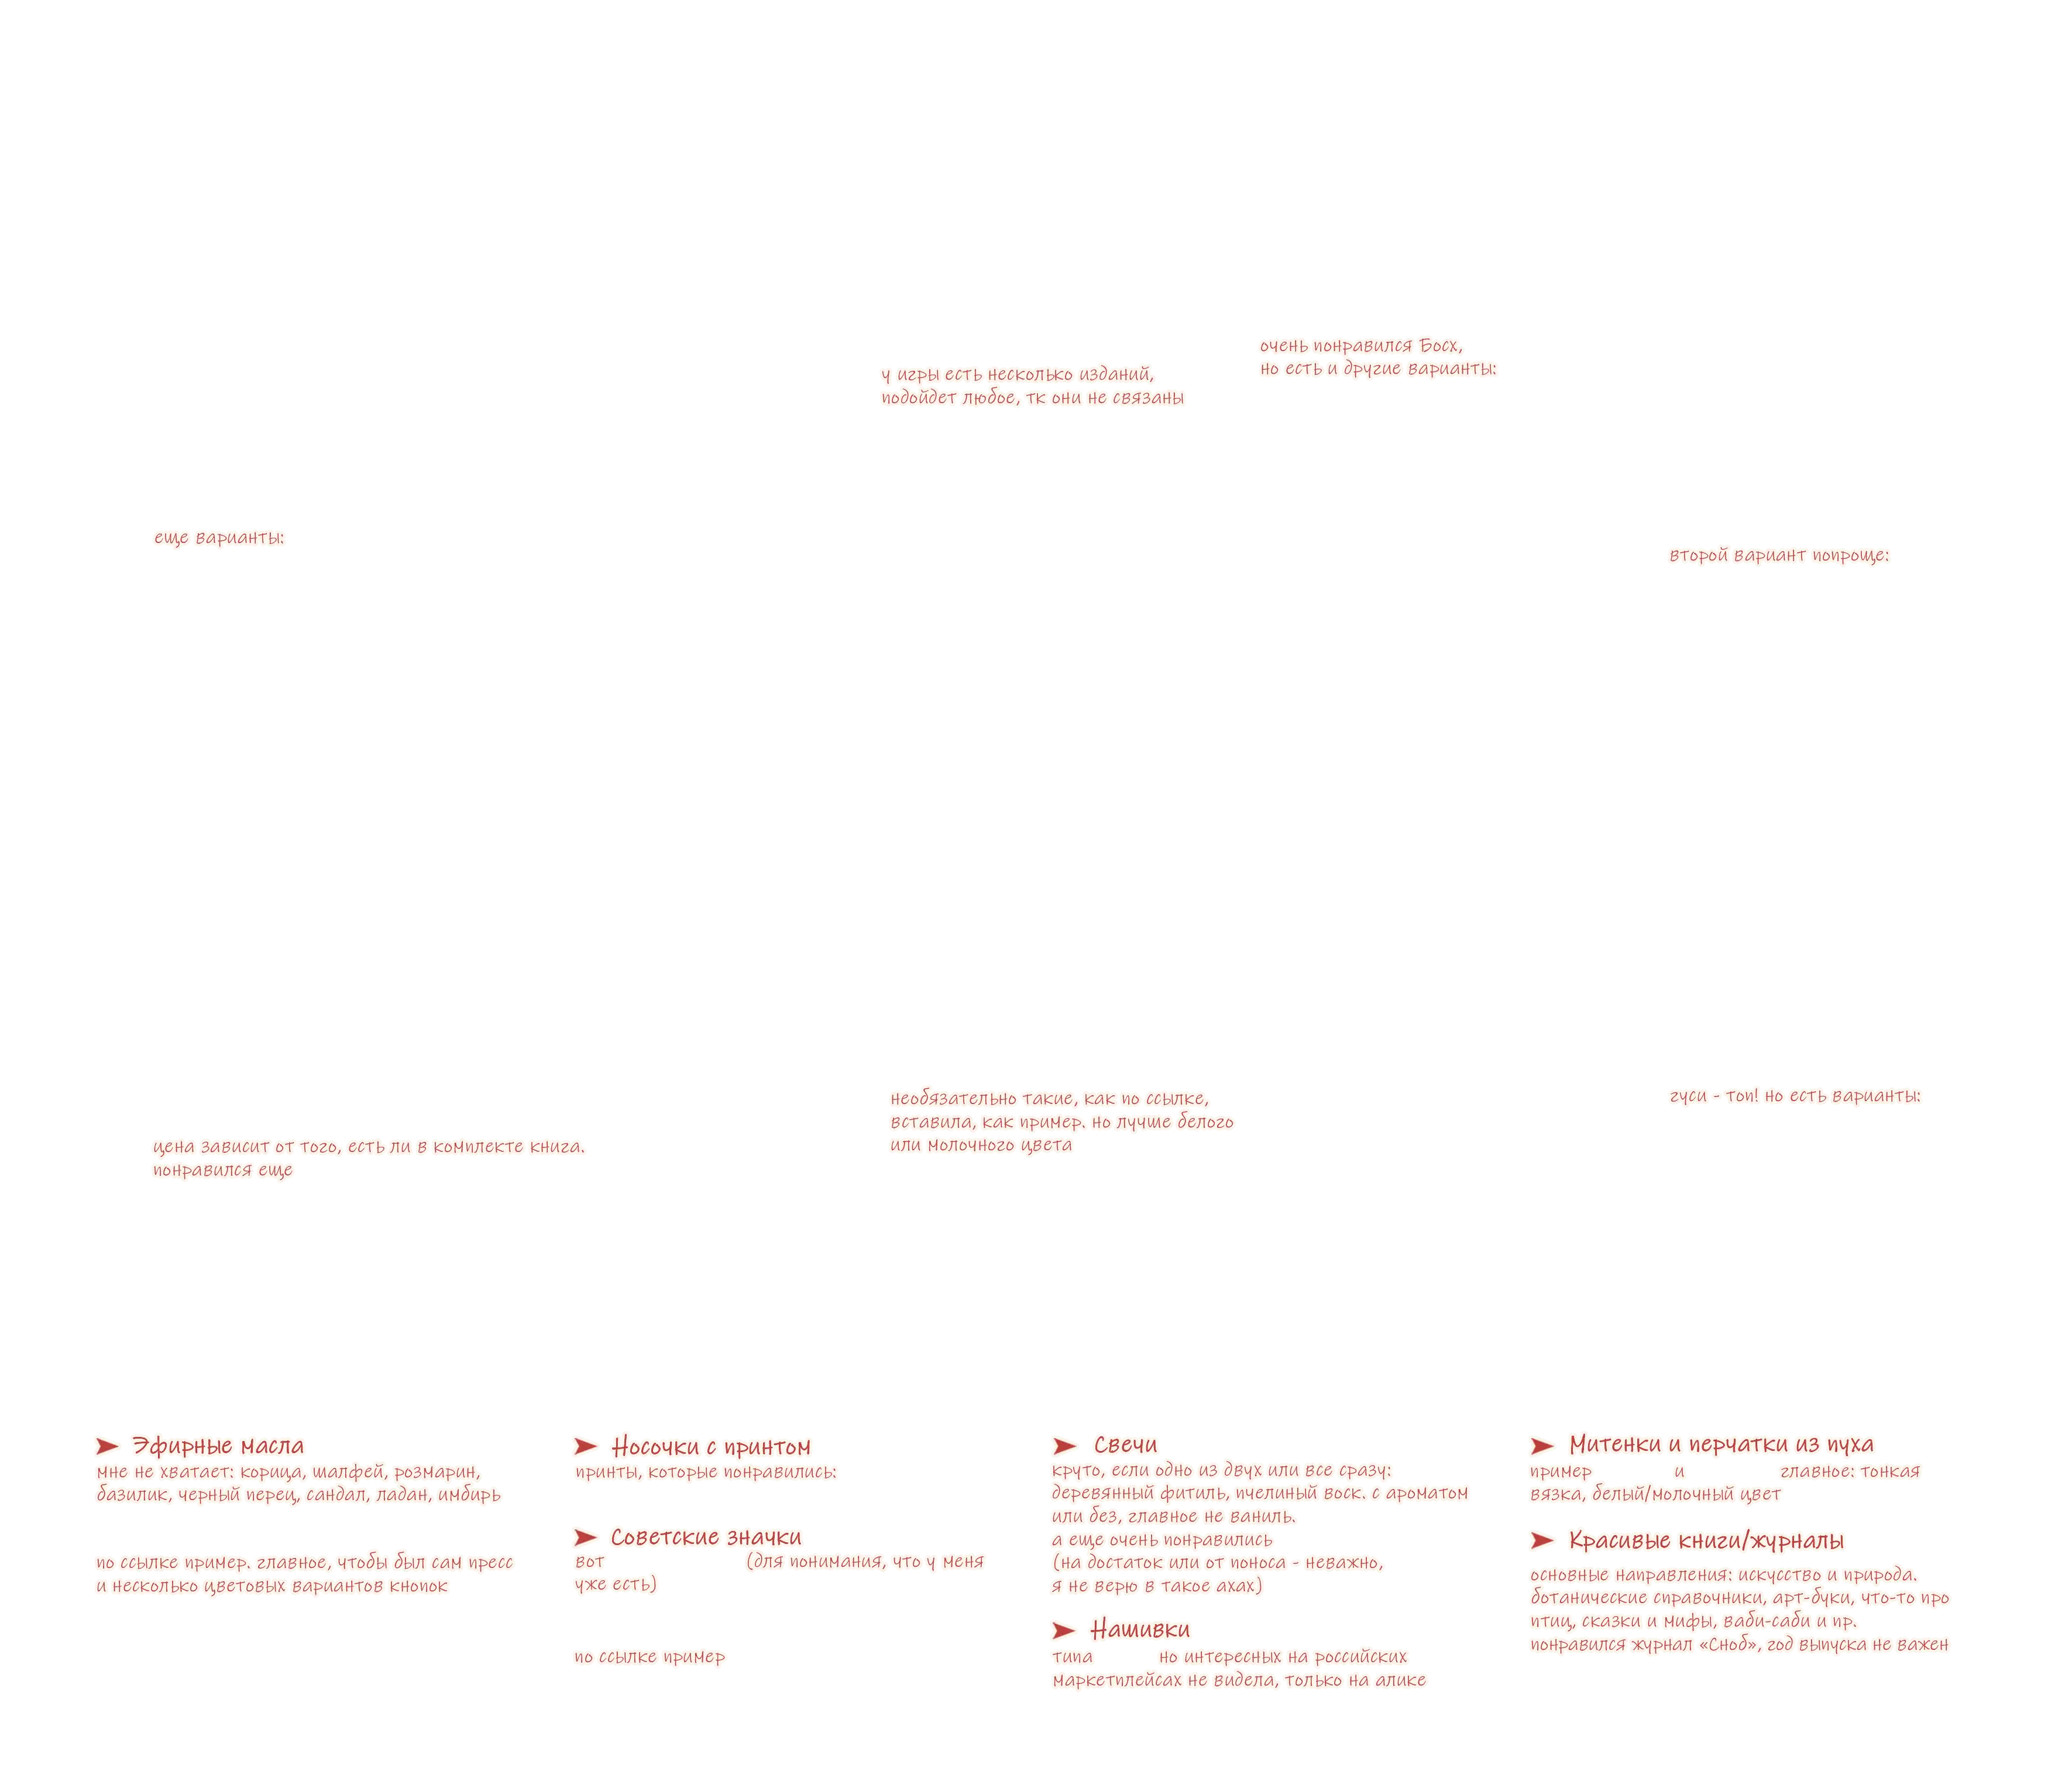 очень понравился Босх,
но есть и другие варианты:
у игры есть несколько изданий,
подойдет любое, тк они не связаны
еще варианты:
второй вариант попроще:
необязательно такие, как по ссылке,
вставила, как пример. но лучше белого
или молочного цвета
гуси - топ! но есть варианты:
цена зависит от того, есть ли в комплекте книга.
понравился еще
Эфирные масла
мне не хватает: корица, шалфей, розмарин,
базилик, черный перец, сандал, ладан, имбирь
по ссылке пример. главное, чтобы был сам пресс
и несколько цветовых вариантов кнопок
Носочки с принтом
принты, которые понравились:
Советские значки
вот (для понимания, что у меня
уже есть)
по ссылке пример
Свечи
круто, если одно из двух или все сразу:
деревянный фитиль, пчелиный воск. с ароматом
или без, главное не ваниль.
а еще очень понравились
(на достаток или от поноса - неважно,
я не верю в такое ахах)
Нашивки
типа но интересных на российских
маркетплейсах не видела, только на алике
Митенки и перчатки из пуха
пример и главное: тонкая
вязка, белый/молочный цвет
Красивые книги/журналы
основные направления: искусство и природа.
ботанические справочники, арт-буки, что-то про
птиц, сказки и мифы, ваби-саби и пр.
понравился журнал «Сноб», год выпуска не важен